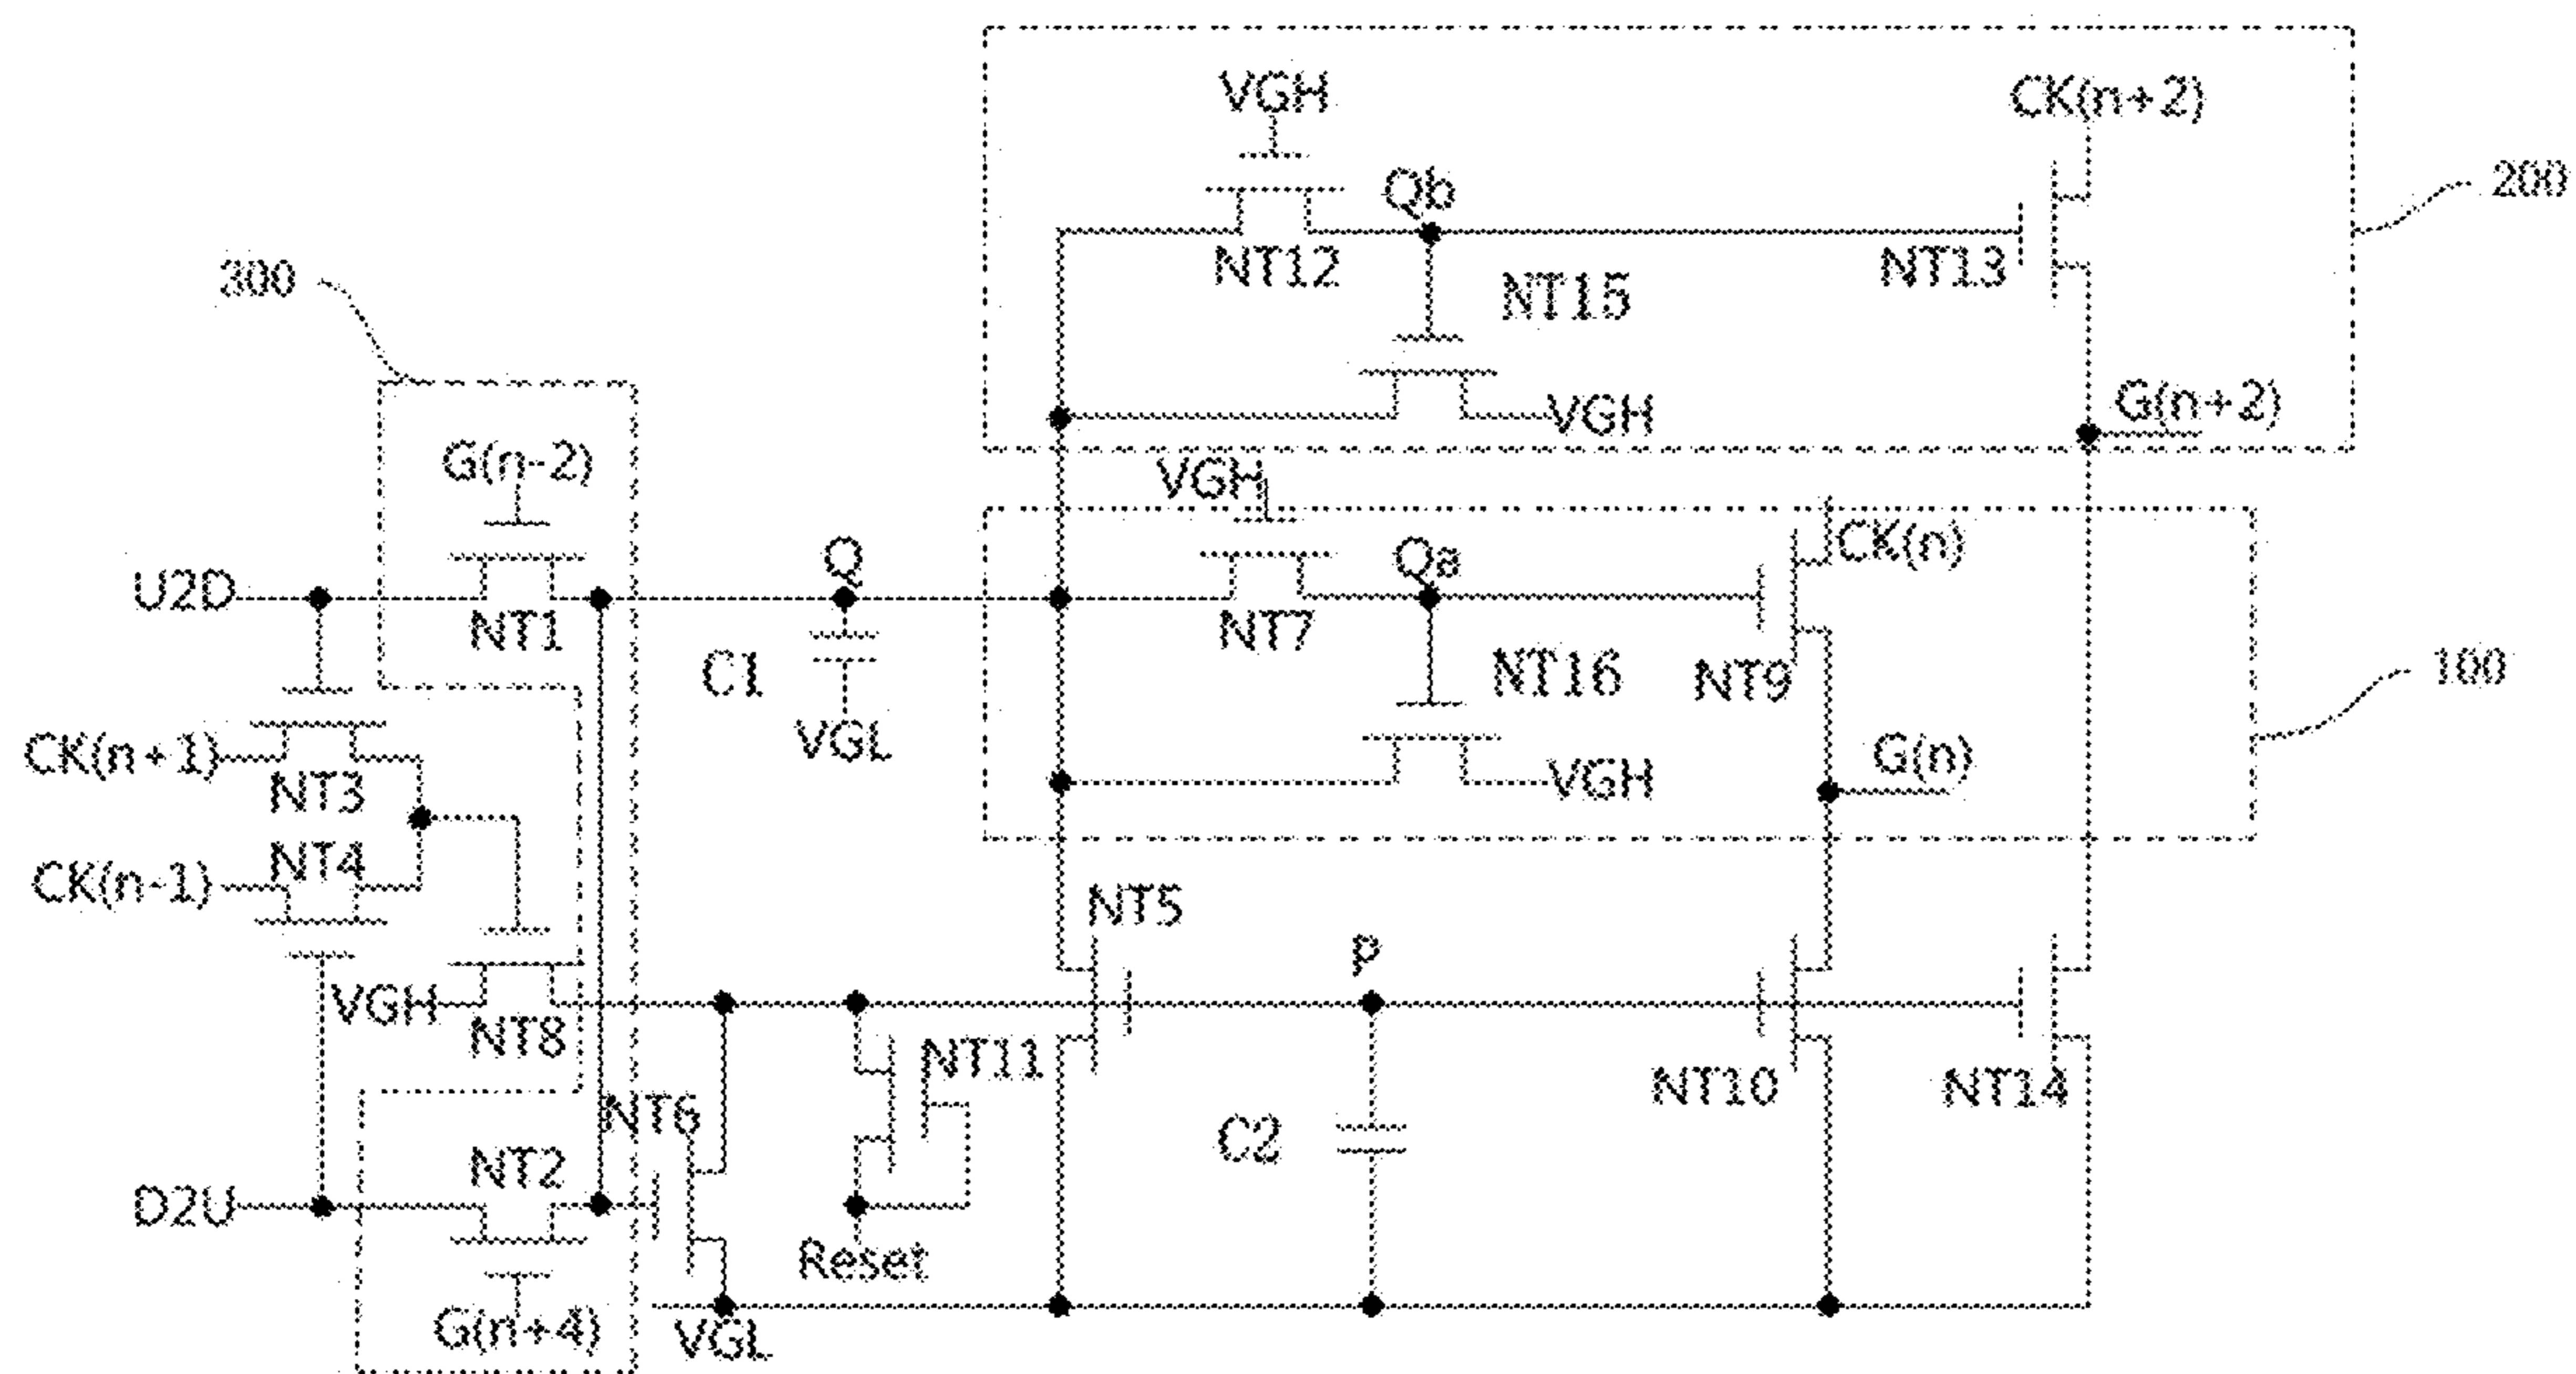 VGH
CK(n+2)
200
Qb
NT12
NT15
NT13
300
VGH
G(n+2)
G(n-2)
VGH
U2D
NT1
Q
Qa
CK(n)
NT7
C1
NT16
NT9
100
VGL
CK(n+1)
NT3
VGH
G(n)
NT4
CK(n-1)
NT5
P
VGH
NT8
NT11
NT10
NT14
NT6
C2
NT2
D2U
Reset
G(n+4)
VGL